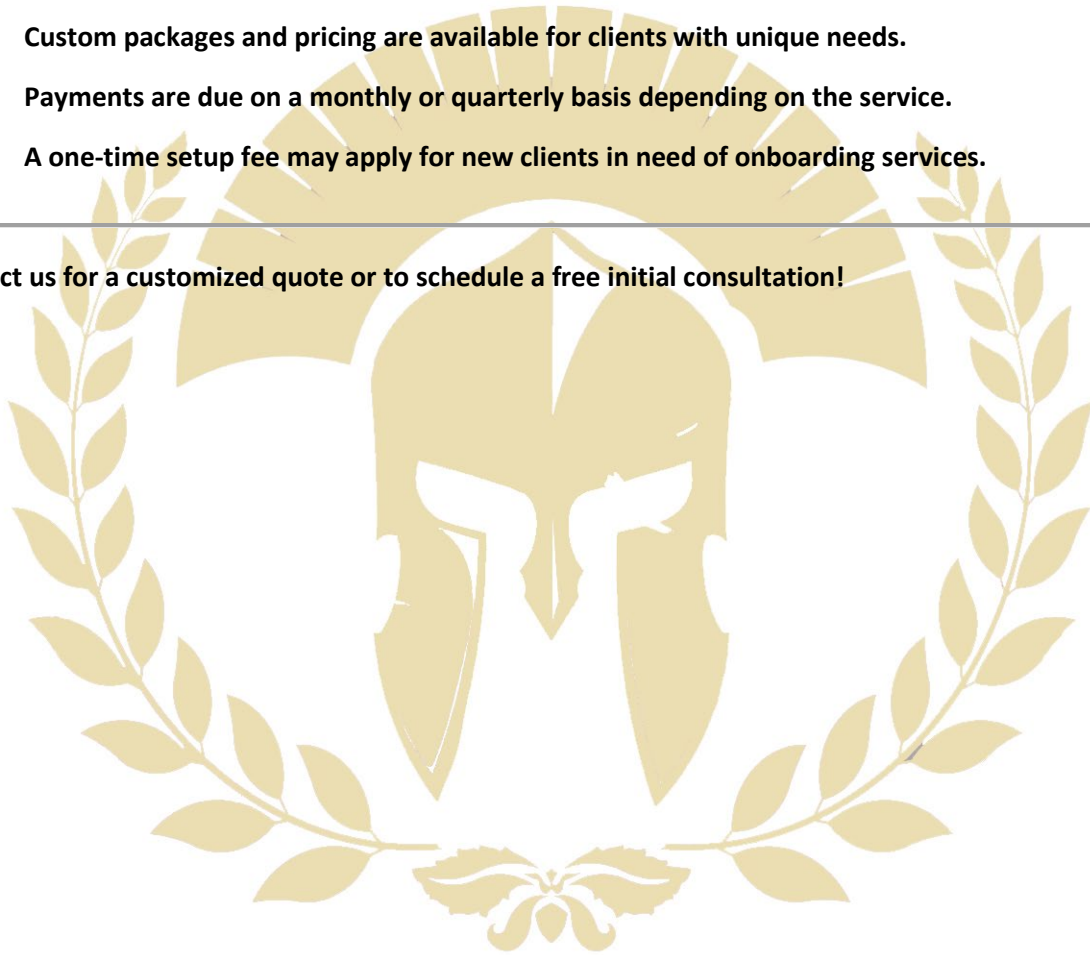 Custom packages and pricing are available for clients with unique needs.
Payments are due on a monthly or quarterly basis depending on the service.
A one-time setup fee may apply for new clients in need of onboarding services.
ct us for a customized quote or to schedule a free initial consultation!